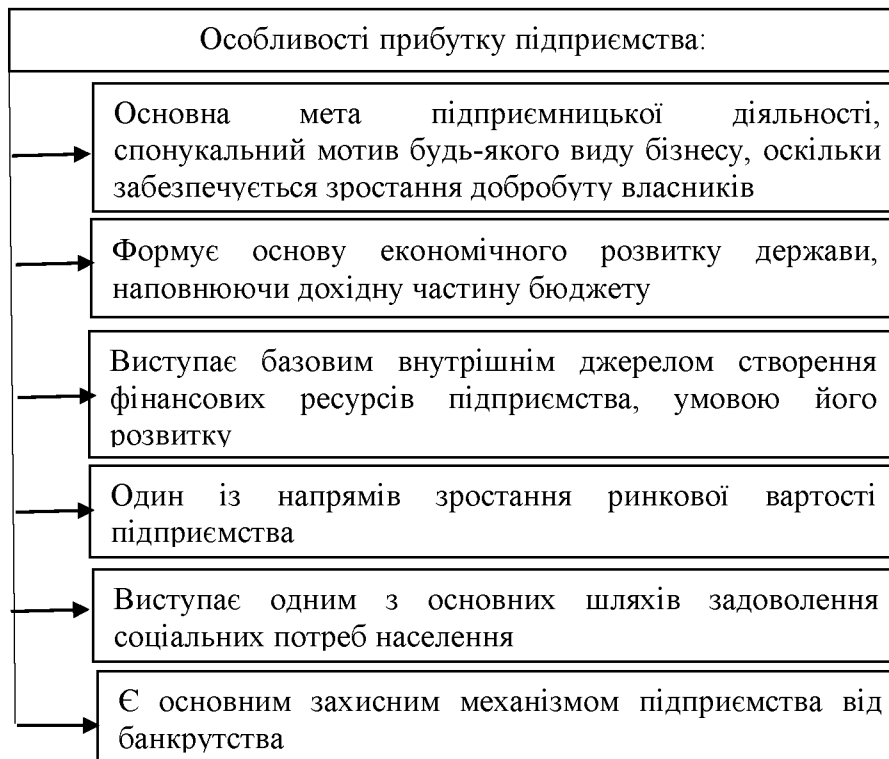 Особливості прибутку підприємства:
Основна мета підприємницької діяльності,
спонукальний мотив будь-якого виду бізнесу, оскільки
забезпечується зростання добробуту власників
Формує основу економічного розвитку держави,
наповнюючи дохідну частину бюджету
Виступає базовим внутрішнім джерелом створення
фінансових ресурсів підприємства, умовою його
розвитку
Один із напрямів зростання ринкової вартості
підприємства
Виступає одним з основних шляхів задоволення
соціальних потреб населення
Є основним захисним механізмом підприємства від
банкрутства